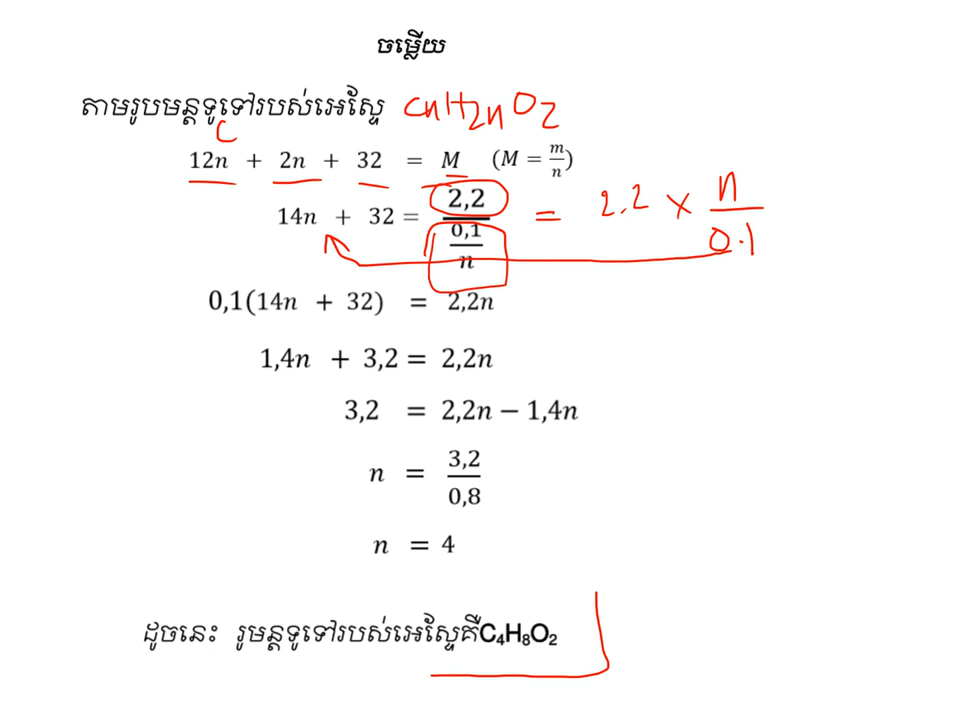 ចម្លើយ
តាមរូបមន្តទូទៅរបស់អេស្ទែ CnH2nO2
C
12n + 2n + 32 = M (M = m/n)
14n + 32 = 2,2/(0,1/n) = 2.2 × n/0.1
0,1(14n + 32) = 2,2n
1,4n + 3,2 = 2,2n
3,2 = 2,2n − 1,4n
n = 3,2/0,8
n = 4
ដូចនេះ រូមន្តទូទៅរបស់អេស្ទែគឺC₄H₈O₂